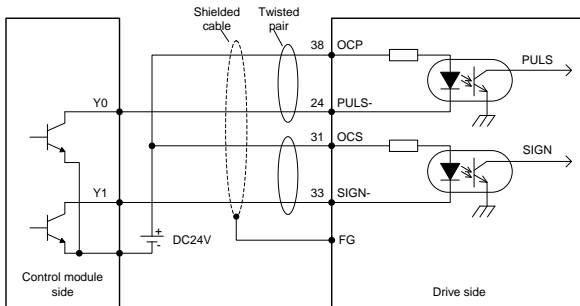 Shielded
cable
Twisted
pair
38 OCP
PULS
Y0
24 PULS-
31 OCS
SIGN
Y1
33 SIGN-
+
-
DC24V
FG
Control module
side
Drive side